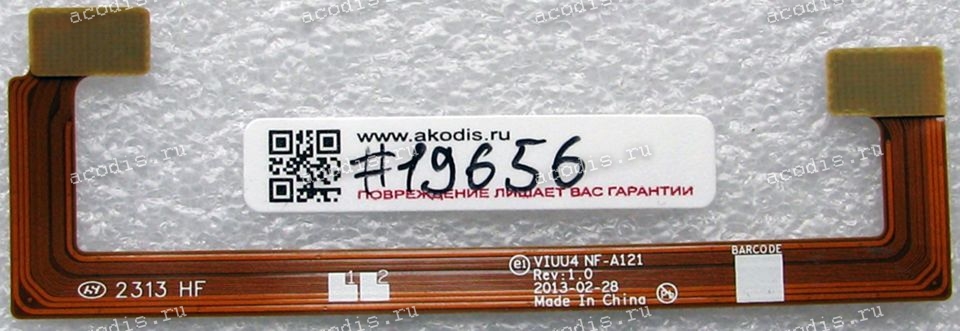 www.akodis.ru
#19656
ПОВРЕЖДЕНИЕ ЛИШАЕТ ВАС ГАРАНТИИ
VIUU4 NF-A121
Rev:1.0
2013-02-28
Made In China
BARCODE
2313 HF
1 2
acodis.ru